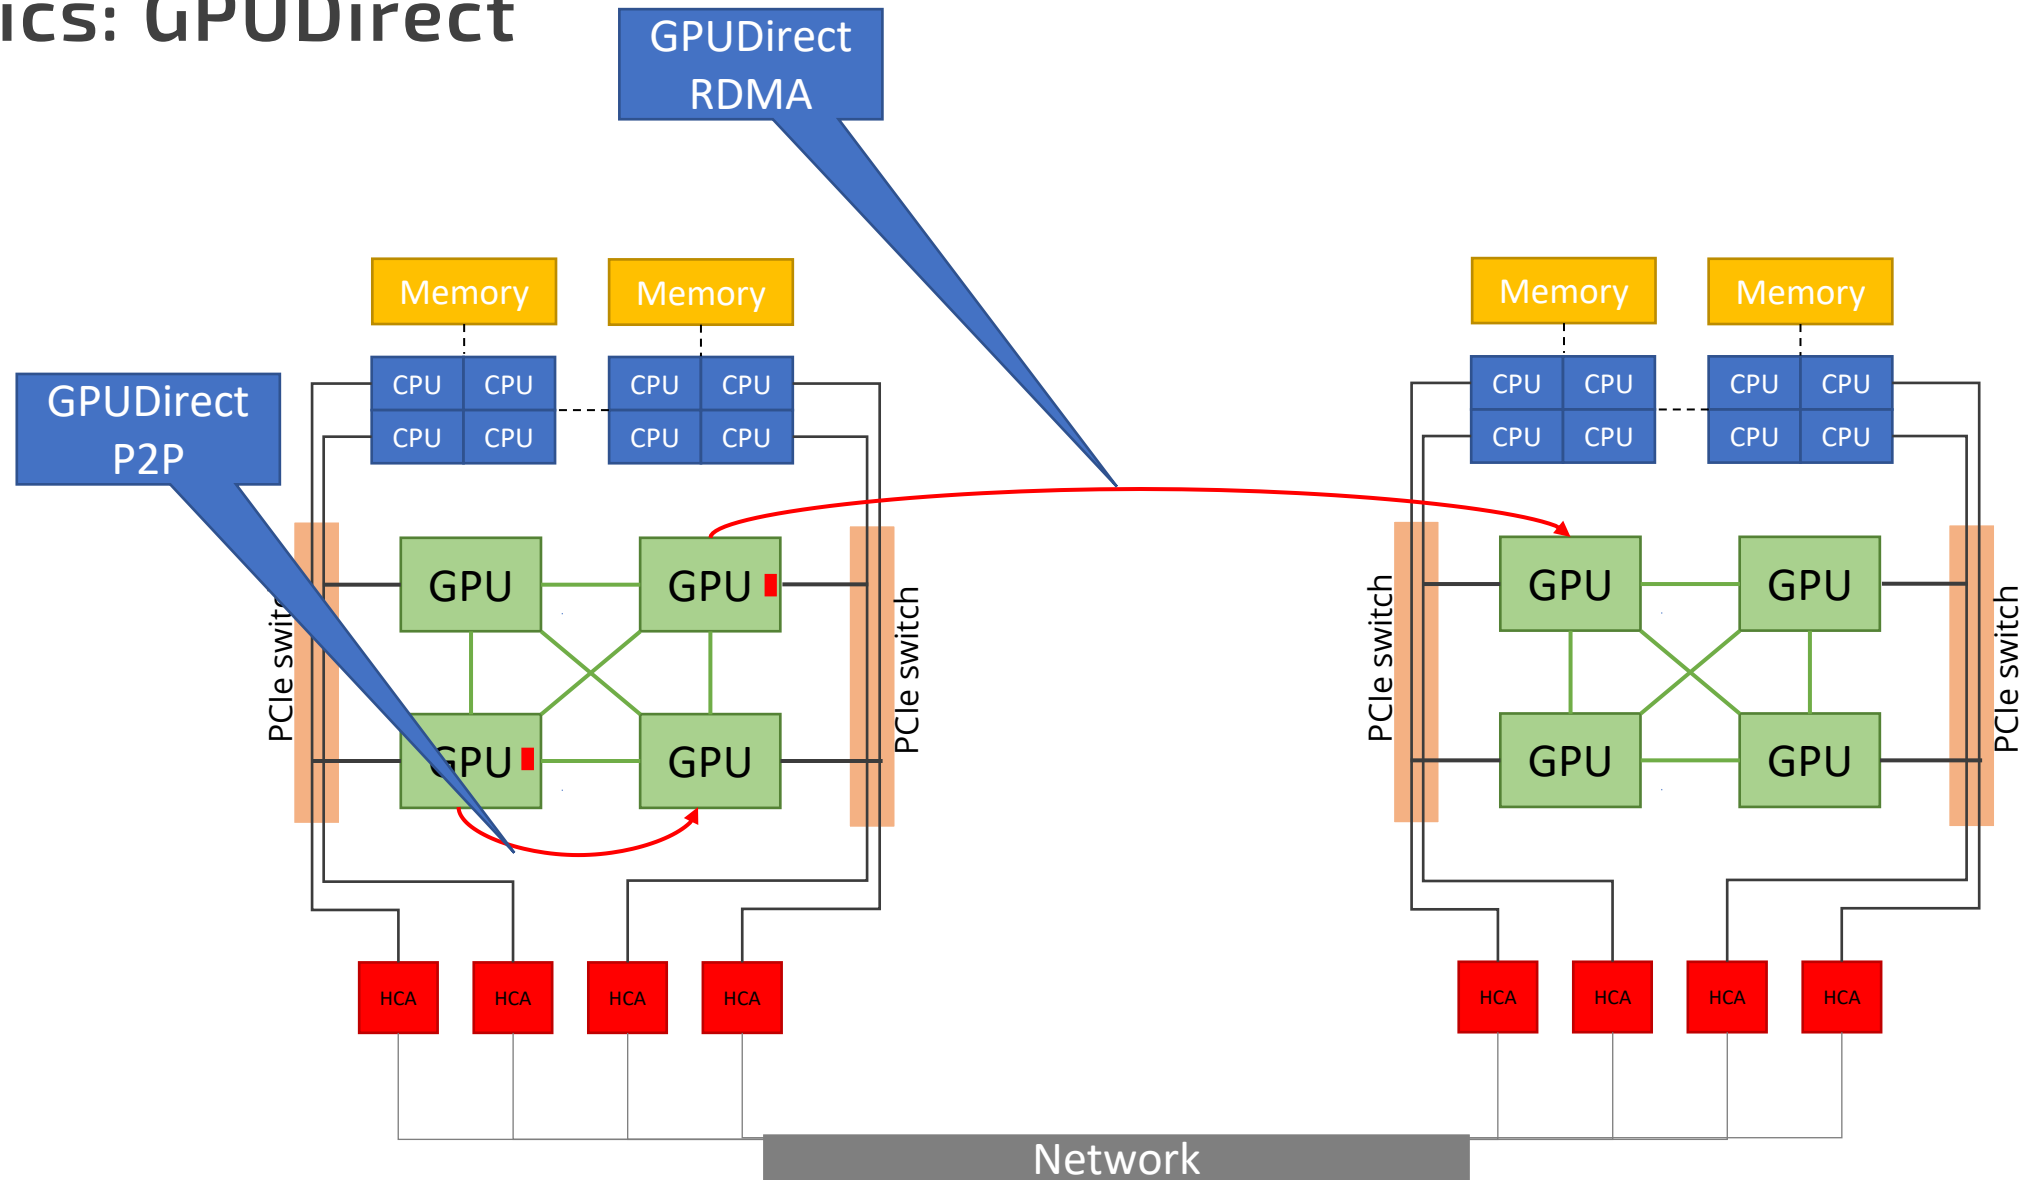 ics: GPUDirect
GPUDirect
RDMA
Memory Memory Memory Memory
CPU CPU CPU CPU CPU CPU CPU CPU
CPU CPU CPU CPU CPU CPU CPU CPU
GPUDirect
P2P
GPU GPU GPU GPU
PCIe switch PCIe switch PCIe switch
GPU GPU GPU GPU
PCIe switc
HCA HCA HCA HCA HCA HCA HCA HCA
Network